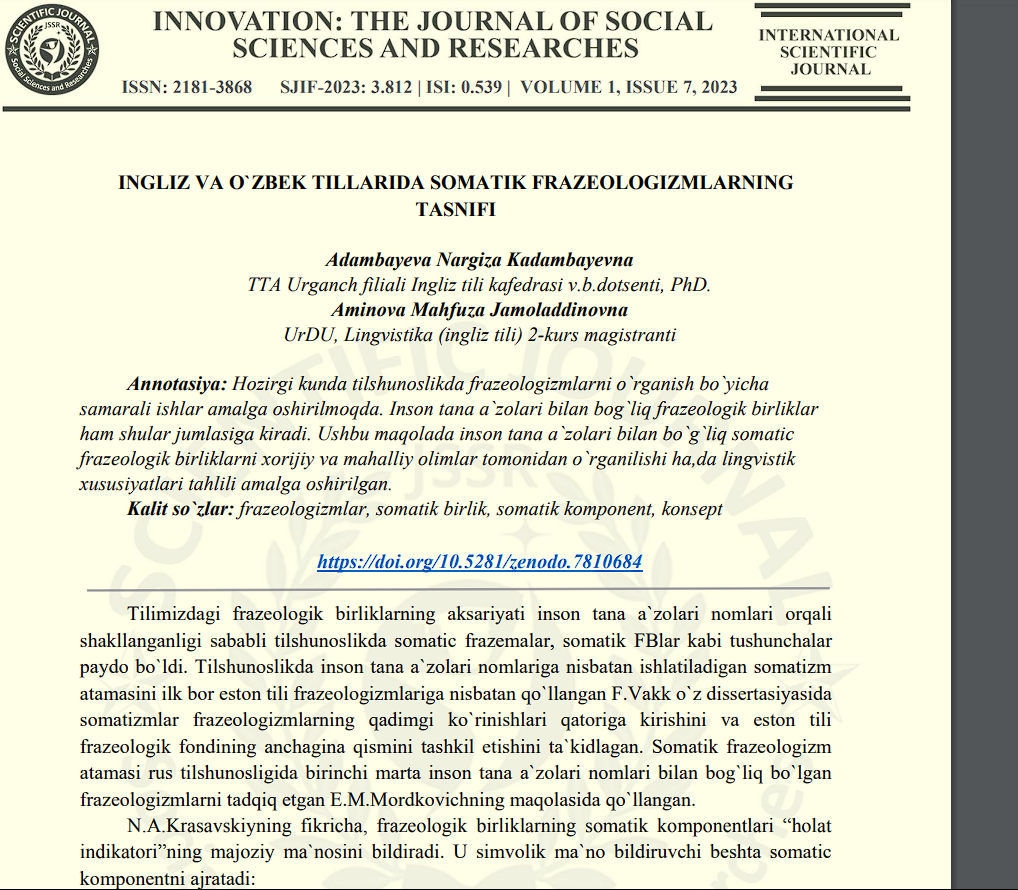 SCIENTIFIC JOURNAL
JSSR
Social Sciences and Researches
INNOVATION: THE JOURNAL OF SOCIAL
SCIENCES AND RESEARCHES
ISSN: 2181-3868 SJIF-2023: 3.812 | ISI: 0.539 | VOLUME 1, ISSUE 7, 2023
INTERNATIONAL
SCIENTIFIC
JOURNAL
INGLIZ VA O`ZBEK TILLARIDA SOMATIK FRAZEOLOGIZMLARNING
TASNIFI
Adambayeva Nargiza Kadambayevna
TTA Urganch filiali Ingliz tili kafedrasi v.b.dotsenti, PhD.
Aminova Mahfuza Jamoladdinovna
UrDU, Lingvistika (ingliz tili) 2-kurs magistranti
Annotasiya: Hozirgi kunda tilshunoslikda frazeologizmlarni o`rganish bo`yicha
samarali ishlar amalga oshirilmoqda. Inson tana a`zolari bilan bog`liq frazeologik birliklar
ham shular jumlasiga kiradi. Ushbu maqolada inson tana a`zolari bilan bo`g`liq somatic
frazeologik birliklarni xorijiy va mahalliy olimlar tomonidan o`rganilishi ha,da lingvistik
xususiyatlari tahlili amalga oshirilgan.
Kalit so`zlar: frazeologizmlar, somatik birlik, somatik komponent, konsept
https://doi.org/10.5281/zenodo.7810684
Tilimizdagi frazeologik birliklarning aksariyati inson tana a`zolari nomlari orqali
shakllanganligi sababli tilshunoslikda somatic frazemalar, somatik FBlar kabi tushunchalar
paydo bo`ldi. Tilshunoslikda inson tana a`zolari nomlariga nisbatan ishlatiladigan somatizm
atamasini ilk bor eston tili frazeologizmlariga nisbatan qo`llangan F.Vakk o`z dissertasiyasida
somatizmlar frazeologizmlarning qadimgi ko`rinishlari qatoriga kirishini va eston tili
frazeologik fondining anchagina qismini tashkil etishini ta`kidlagan. Somatik frazeologizm
atamasi rus tilshunosligida birinchi marta inson tana a`zolari nomlari bilan bog`liq bo`lgan
frazeologizmlarni tadqiq etgan E.M.Mordkovichning maqolasida qo`llangan.
N.A.Krasavskiyning fikricha, frazeologik birliklarning somatik komponentlari “holat
indikatori”ning majoziy ma`nosini bildiradi. U simvolik ma`no bildiruvchi beshta somatic
komponentni ajratadi: